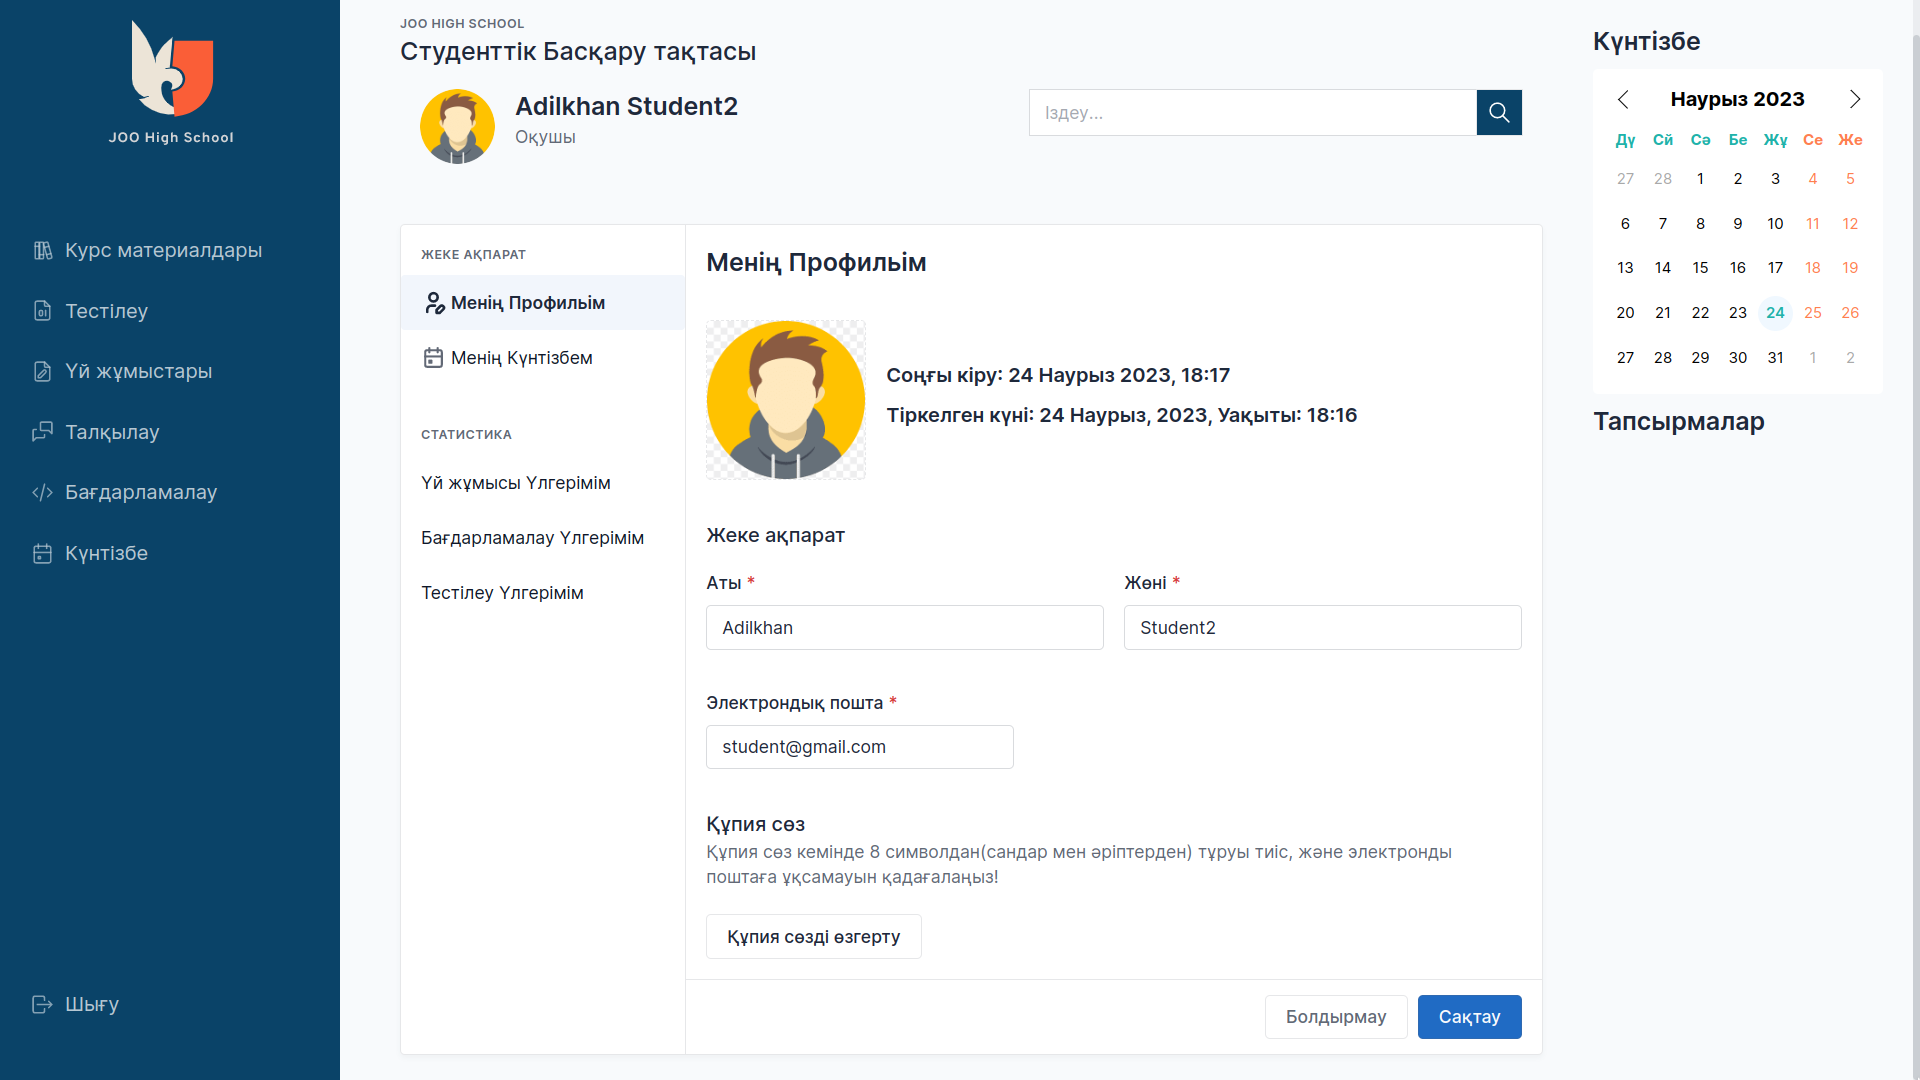 JOO High School
Курс материалдары
Тестілеу
Үй жұмыстары
Талқылау
Бағдарламалау
Күнтізбе
Шығу
JOO HIGH SCHOOL
Студенттік Басқару тақтасы
Adilkhan Student2
Оқушы
Іздеу...
ЖЕКЕ АҚПАРАТ
Менің Профильім
Менің Күнтізбем
СТАТИСТИКА
Үй жұмысы Үлгерімім
Бағдарламалау Үлгерімім
Тестілеу Үлгерімім
Менің Профильім
Соңғы кіру: 24 Наурыз 2023, 18:17
Тіркелген күні: 24 Наурыз, 2023, Уақыты: 18:16
Жеке ақпарат
Аты * Жөні *
Adilkhan Student2
Электрондық пошта *
student@gmail.com
Құпия сөз
Құпия сөз кемінде 8 символдан(сандар мен әріптерден) тұруы тиіс, және электронды
поштаға ұқсамауын қадағалаңыз!
Құпия сөзді өзгерту
Болдырмау Сақтау
Күнтізбе
Наурыз 2023
Дү Сй Сә Бе Жұ Се Же
27 28 1 2 3 4 5
6 7 8 9 10 11 12
13 14 15 16 17 18 19
20 21 22 23 24 25 26
27 28 29 30 31 1 2
Тапсырмалар